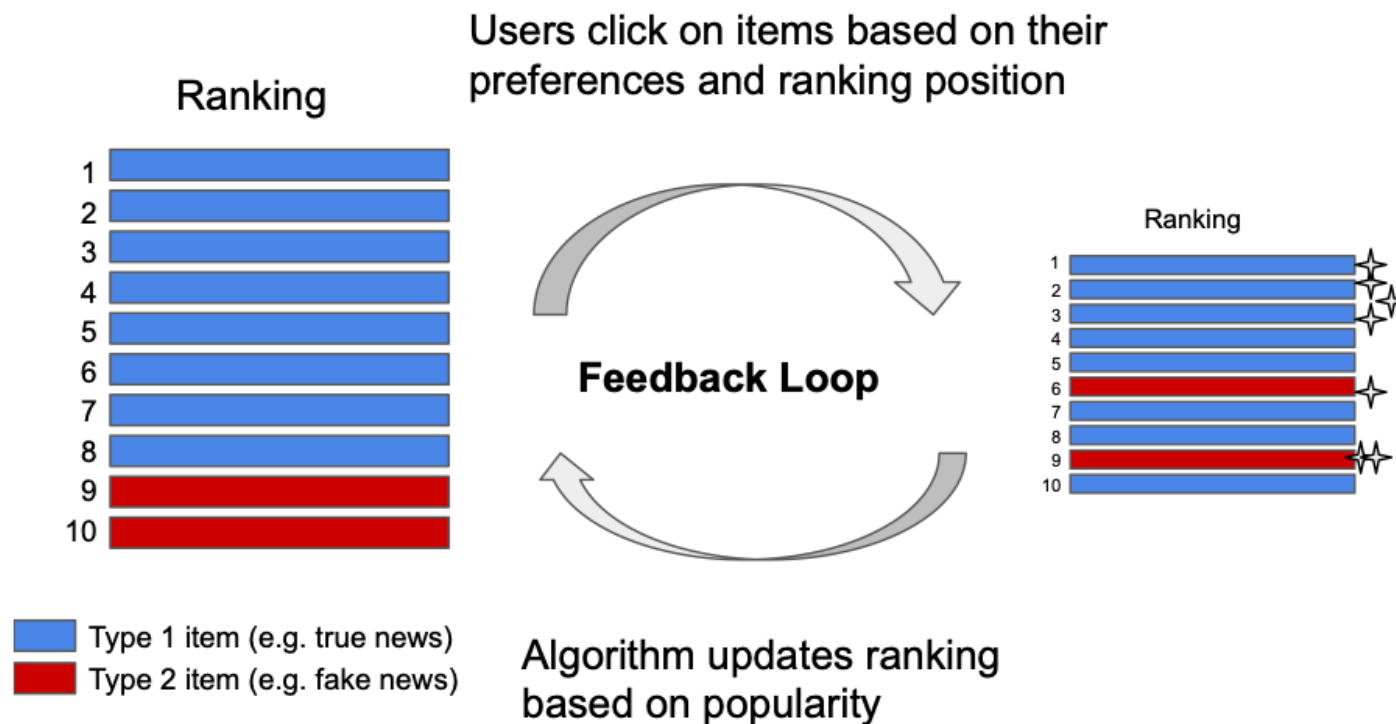 Users click on items based on their
preferences and ranking position
Ranking
1
2
3
4
5
6
7
8
9
10
Feedback Loop
Ranking
1
2
3
4
5
6
7
8
9
10
Type 1 item (e.g. true news)
Type 2 item (e.g. fake news)
Algorithm updates ranking
based on popularity